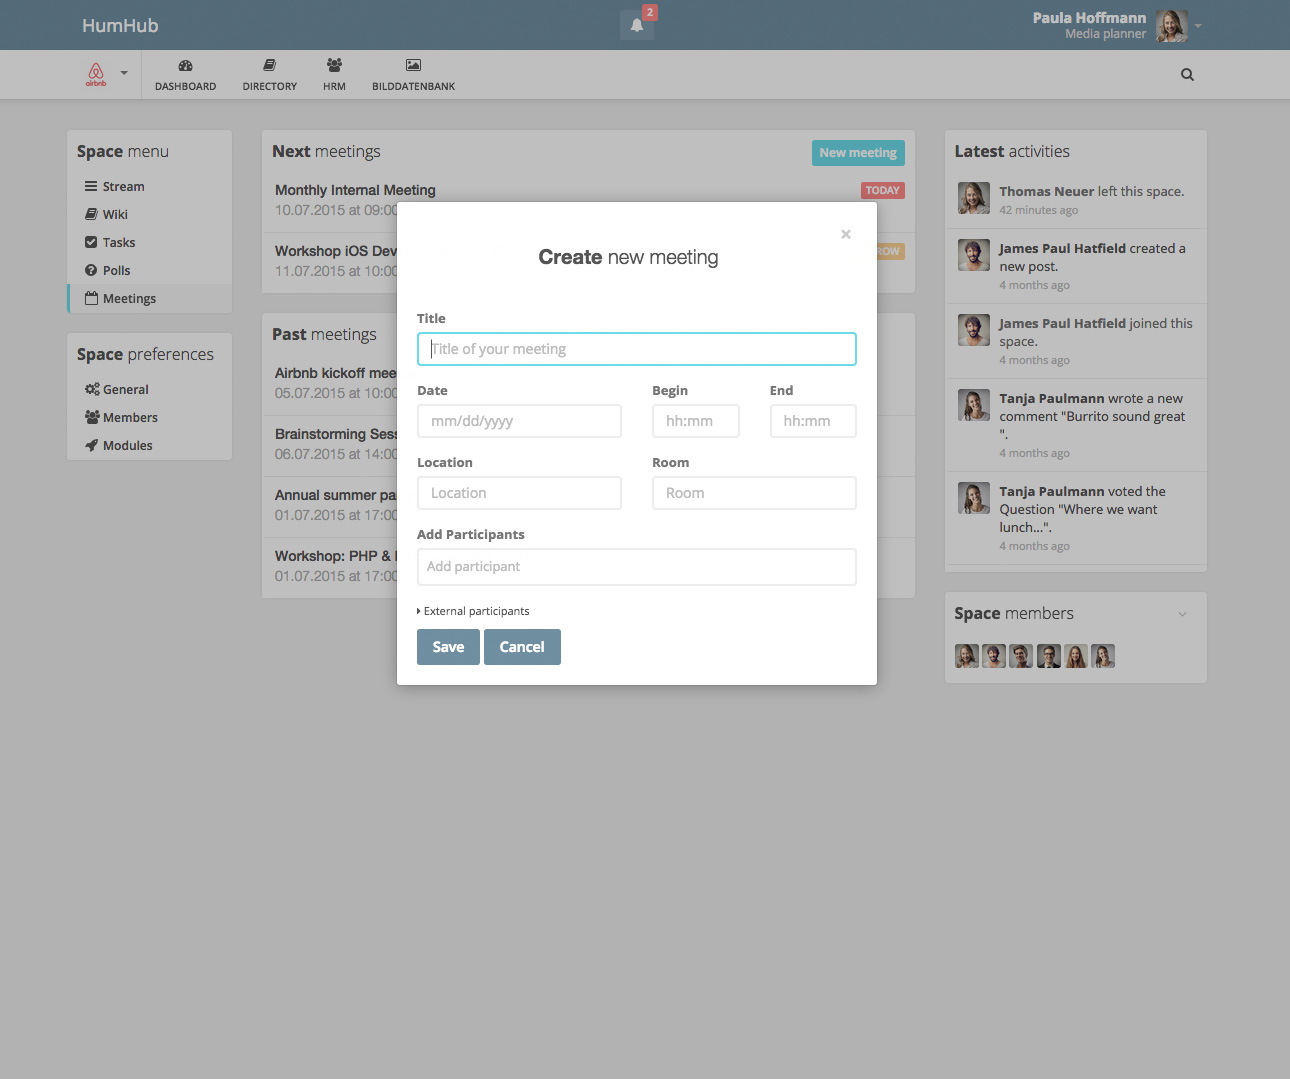 HumHub
2
Paula Hoffmann
Media planner
airbnb
DASHBOARD
DIRECTORY
HRM
BILDDATENBANK
Space menu
Stream
Wiki
Tasks
Polls
Meetings
Space preferences
General
Members
Modules
Next meetings
New meeting
Monthly Internal Meeting
TODAY
10.07.2015 at 09:00
Workshop iOS Dev
ROW
11.07.2015 at 10:00
Past meetings
Airbnb kickoff mee
05.07.2015 at 10:00
Brainstorming Sess
06.07.2015 at 14:00
Annual summer pa
01.07.2015 at 17:00
Workshop: PHP &
01.07.2015 at 17:00
×
Create new meeting
Title
Title of your meeting
Date
Begin
End
mm/dd/yyyy
hh:mm
hh:mm
Location
Room
Location
Room
Add Participants
Add participant
External participants
Save
Cancel
Latest activities
Thomas Neuer left this space.
42 minutes ago
James Paul Hatfield created a
new post.
4 months ago
James Paul Hatfield joined this
space.
4 months ago
Tanja Paulmann wrote a new
comment "Burrito sound great
".
4 months ago
Tanja Paulmann voted the
Question "Where we want
lunch...".
4 months ago
Space members